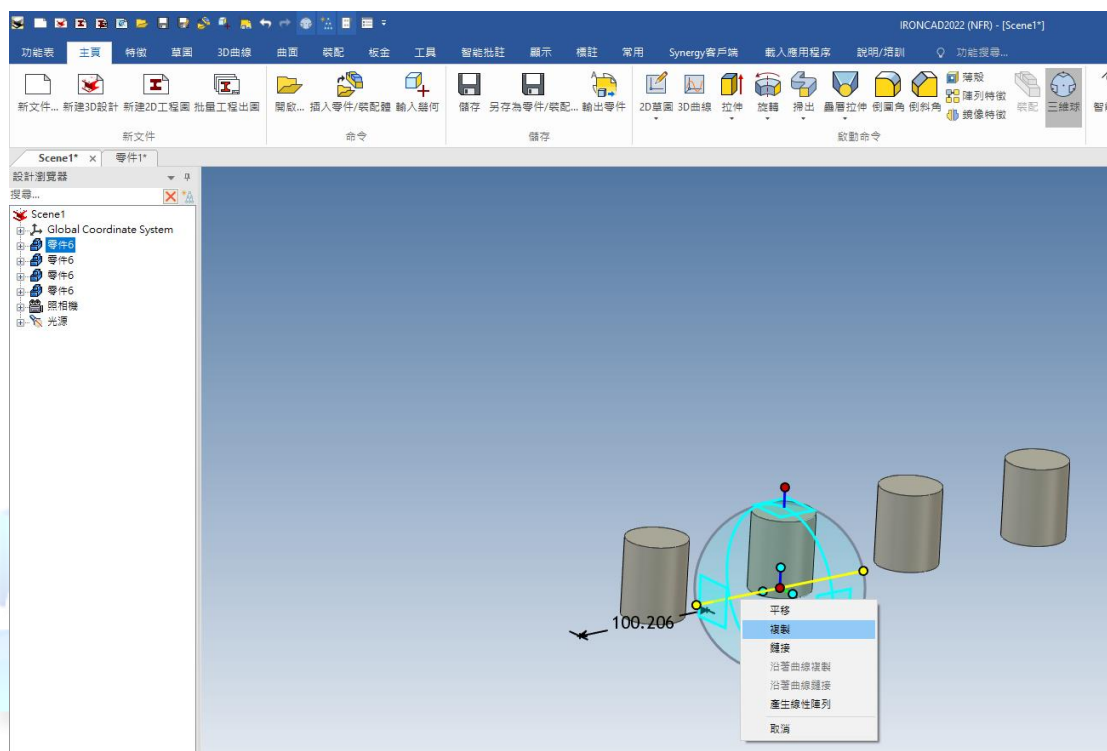 IRONCAD2022 (NFR) - [Scene1*]
功能表 主頁 特徵 草圖 3D曲線 曲面 裝配 板金 工具 智能批註 顯示 標註 常用 Synergy客戶端 載入應用程序 說明/培訓 功能搜尋...
新文件... 新建3D設計 新建2D工程圖 批量工程出圖 開啟... 插入零件/裝配體 輸入幾何 儲存 另存為零件/裝配... 輸出零件 2D草圖 3D曲線 拉伸 旋轉 掃出 疊層拉伸 倒圓角 倒斜角 薄殼 陣列特徵 鏡像特徵 裝配 三維球 智能
新文件 命令 儲存 啟動命令
Scene1* x 零件1*
設計瀏覽器
搜尋...
Scene1
Global Coordinate System
零件6
零件6
零件6
零件6
照相機
光源
100.206
平移
複製
鏈接
沿著曲線複製
沿著曲線鏈接
產生線性陣列
取消